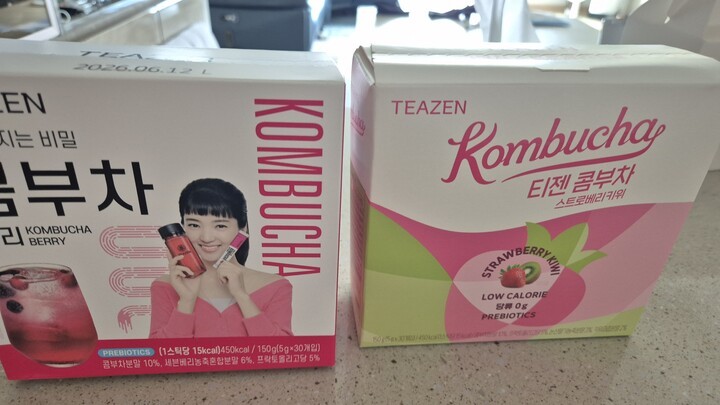 TEA
2026.06.12 L
ZEN
지는 비밀
콤부차
리 KOMBUCHA
BERRY
KOMBUCHA
PREBIOTICS (1스틱당 15kcal)450kcal / 150g(5g×30개입)
콤부차분말 10%, 세븐베리농축혼합분말 6%, 프락토올리고당 5%
TEAZEN
Kombucha
티젠 콤부차
스트로베리키위
STRAWBERRY KIWI
LOW CALORIE
당류 0g
PREBIOTICS